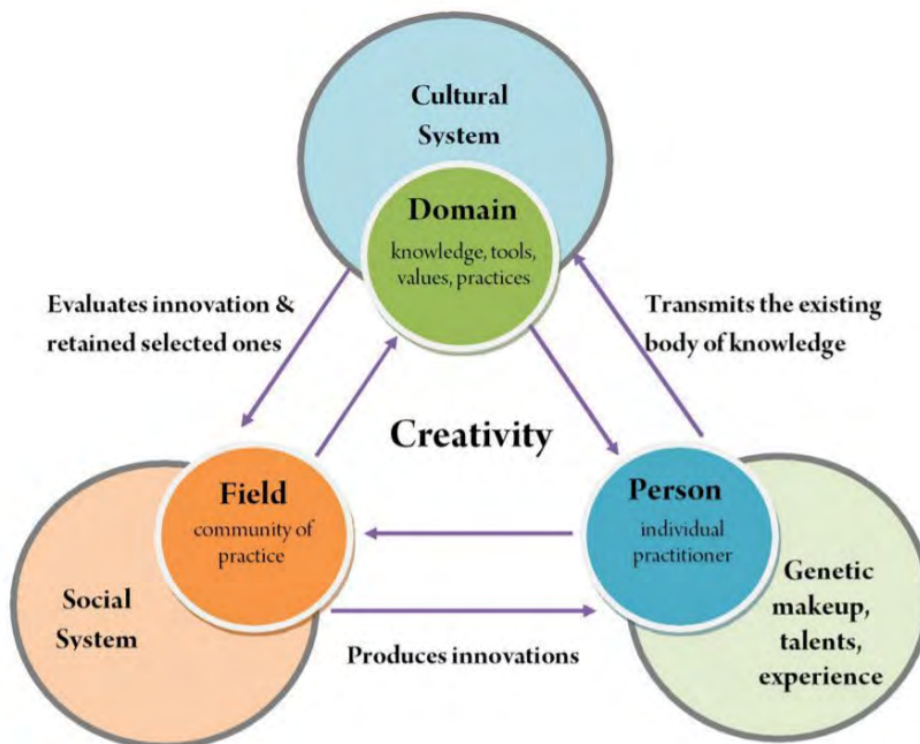 Cultural
System
Domain
knowledge, tools,
values, practices
Evaluates innovation &
retained selected ones
Transmits the existing
body of knowledge
Creativity
Field
community of
practice
Person
individual
practitioner
Social
System
Genetic
makeup,
talents,
experience
Produces innovations